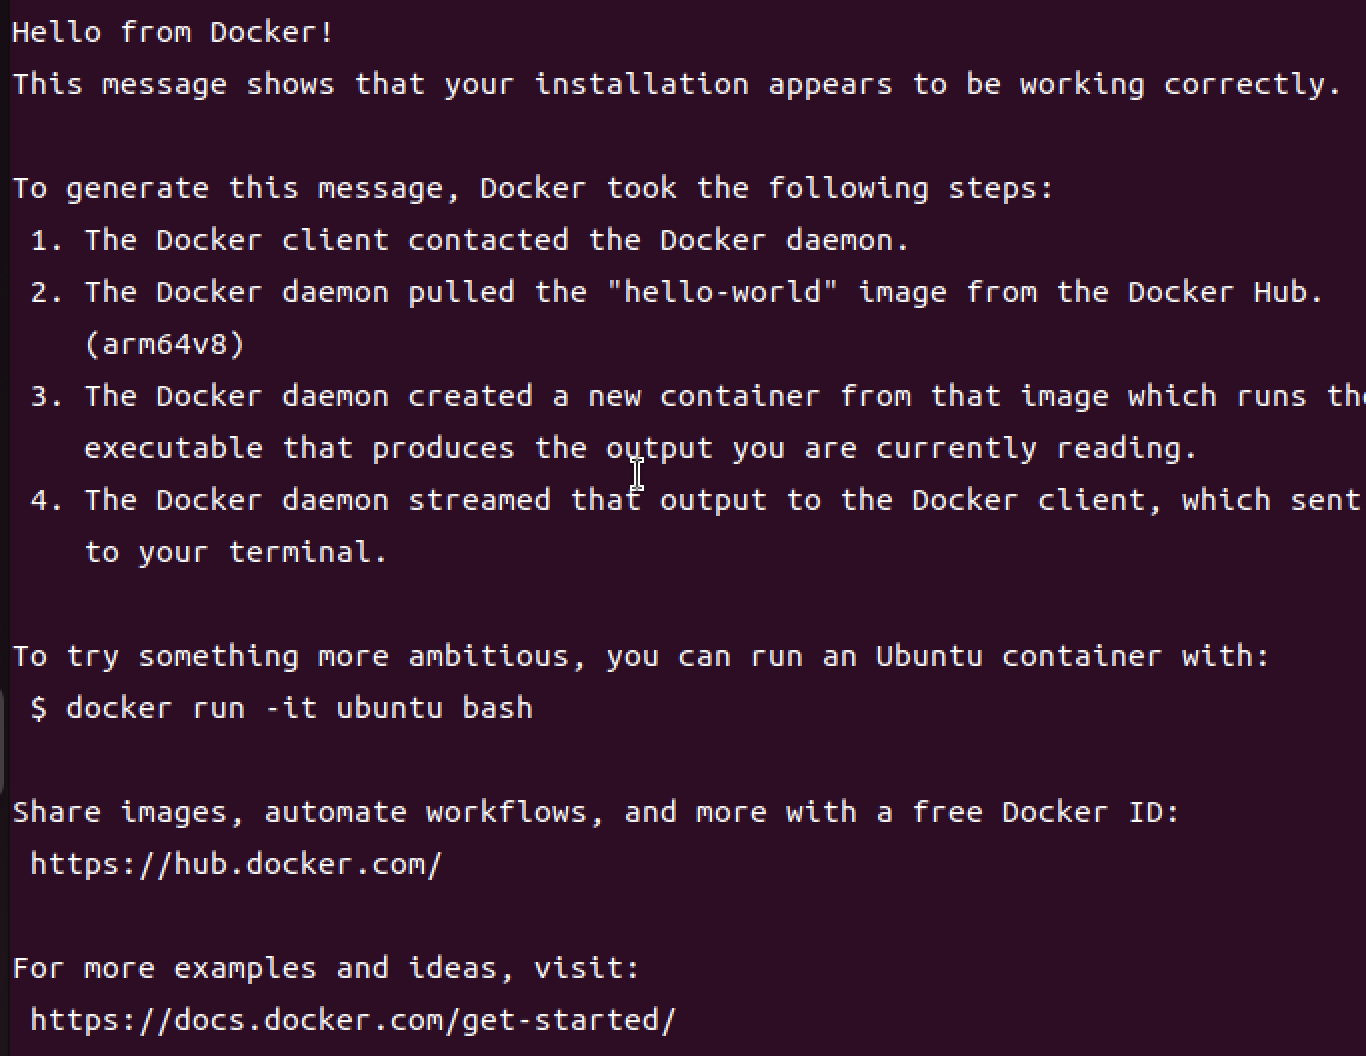 Hello from Docker!
This message shows that your installation appears to be working correctly.
To generate this message, Docker took the following steps:
1. The Docker client contacted the Docker daemon.
2. The Docker daemon pulled the "hello-world" image from the Docker Hub.
(arm64v8)
3. The Docker daemon created a new container from that image which runs the
executable that produces the output you are currently reading.
4. The Docker daemon streamed that output to the Docker client, which sent
to your terminal.
To try something more ambitious, you can run an Ubuntu container with:
$ docker run -it ubuntu bash
Share images, automate workflows, and more with a free Docker ID:
https://hub.docker.com/
For more examples and ideas, visit:
https://docs.docker.com/get-started/